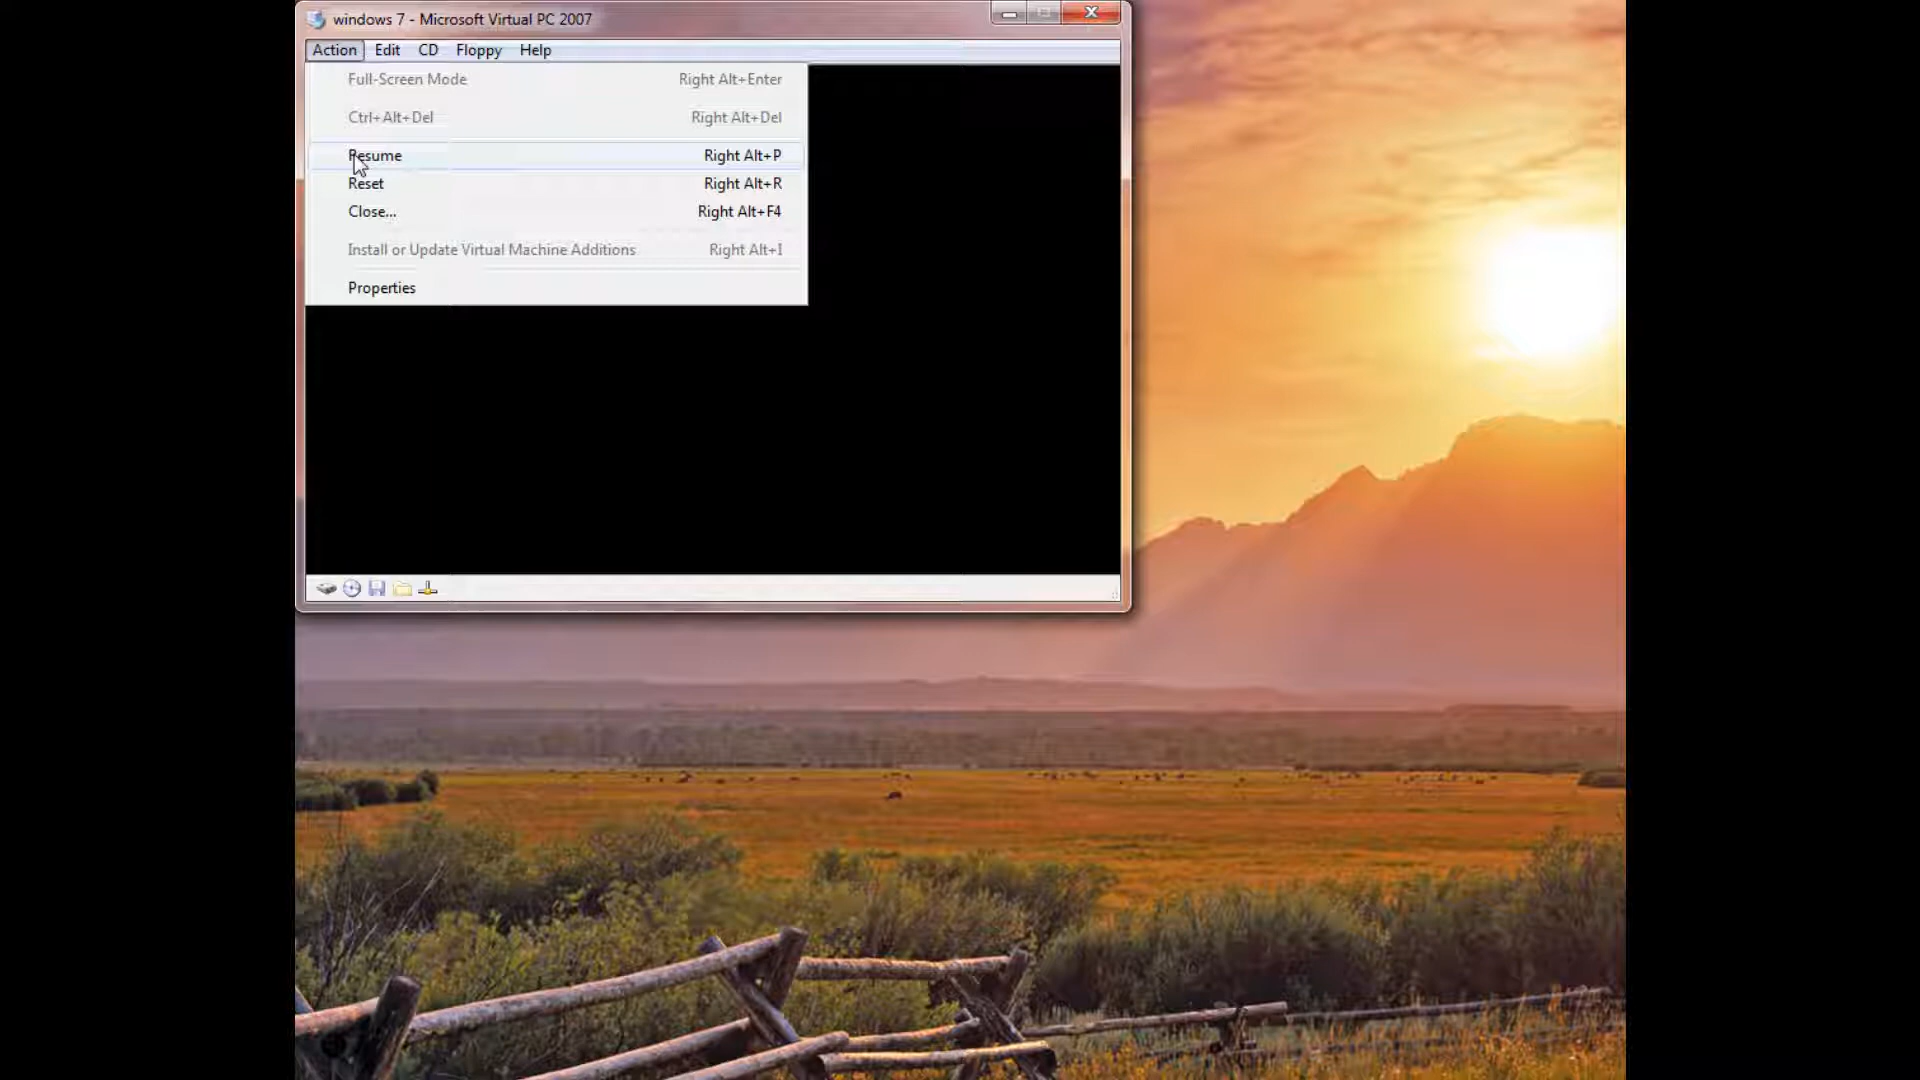 windows 7 - Microsoft Virtual PC 2007
Action Edit CD Floppy Help
Full-Screen Mode Right Alt+Enter
Ctrl+Alt+Del Right Alt+Del
Resume Right Alt+P
Reset Right Alt+R
Close... Right Alt+F4
Install or Update Virtual Machine Additions Right Alt+I
Properties